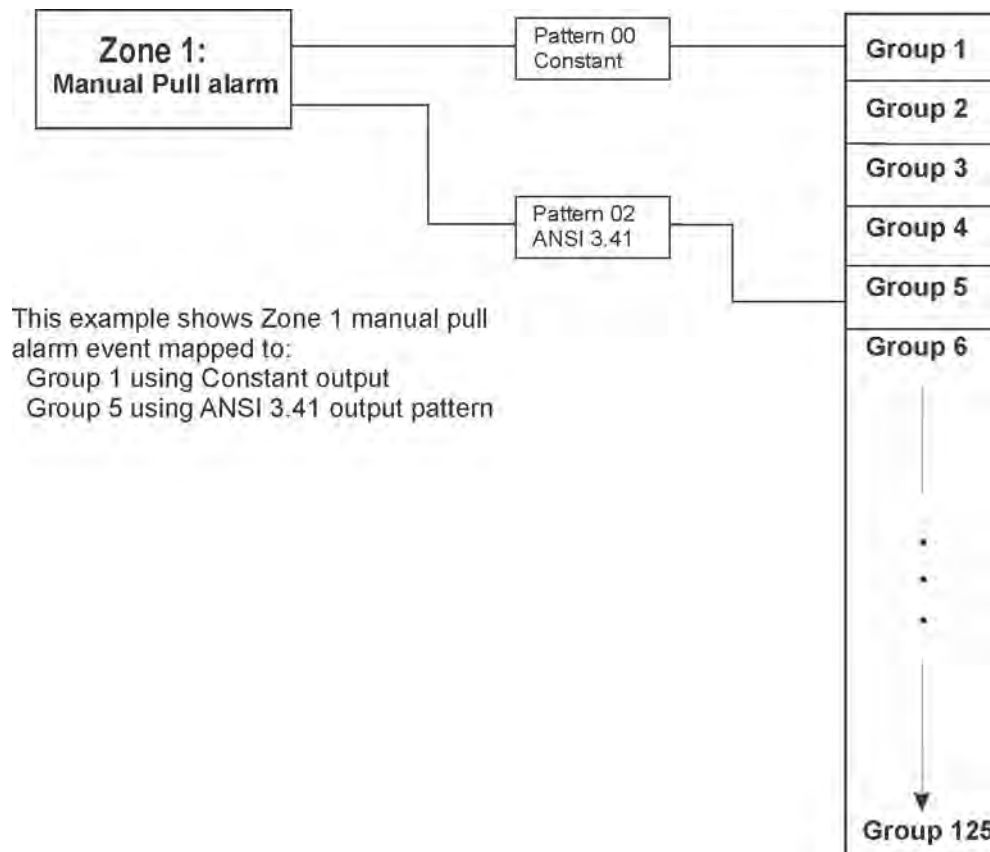 Zone 1:
Manual Pull alarm
Pattern 00
Constant
Pattern 02
ANSI 3.41
This example shows Zone 1 manual pull
alarm event mapped to:
Group 1 using Constant output
Group 5 using ANSI 3.41 output pattern
Group 1
Group 2
Group 3
Group 4
Group 5
Group 6
Group 125